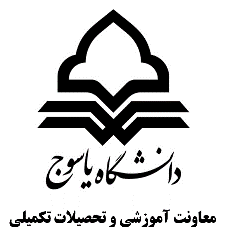 دانشگاه یاسوج
معاونت آموزشی و تحصیلات تکمیلی